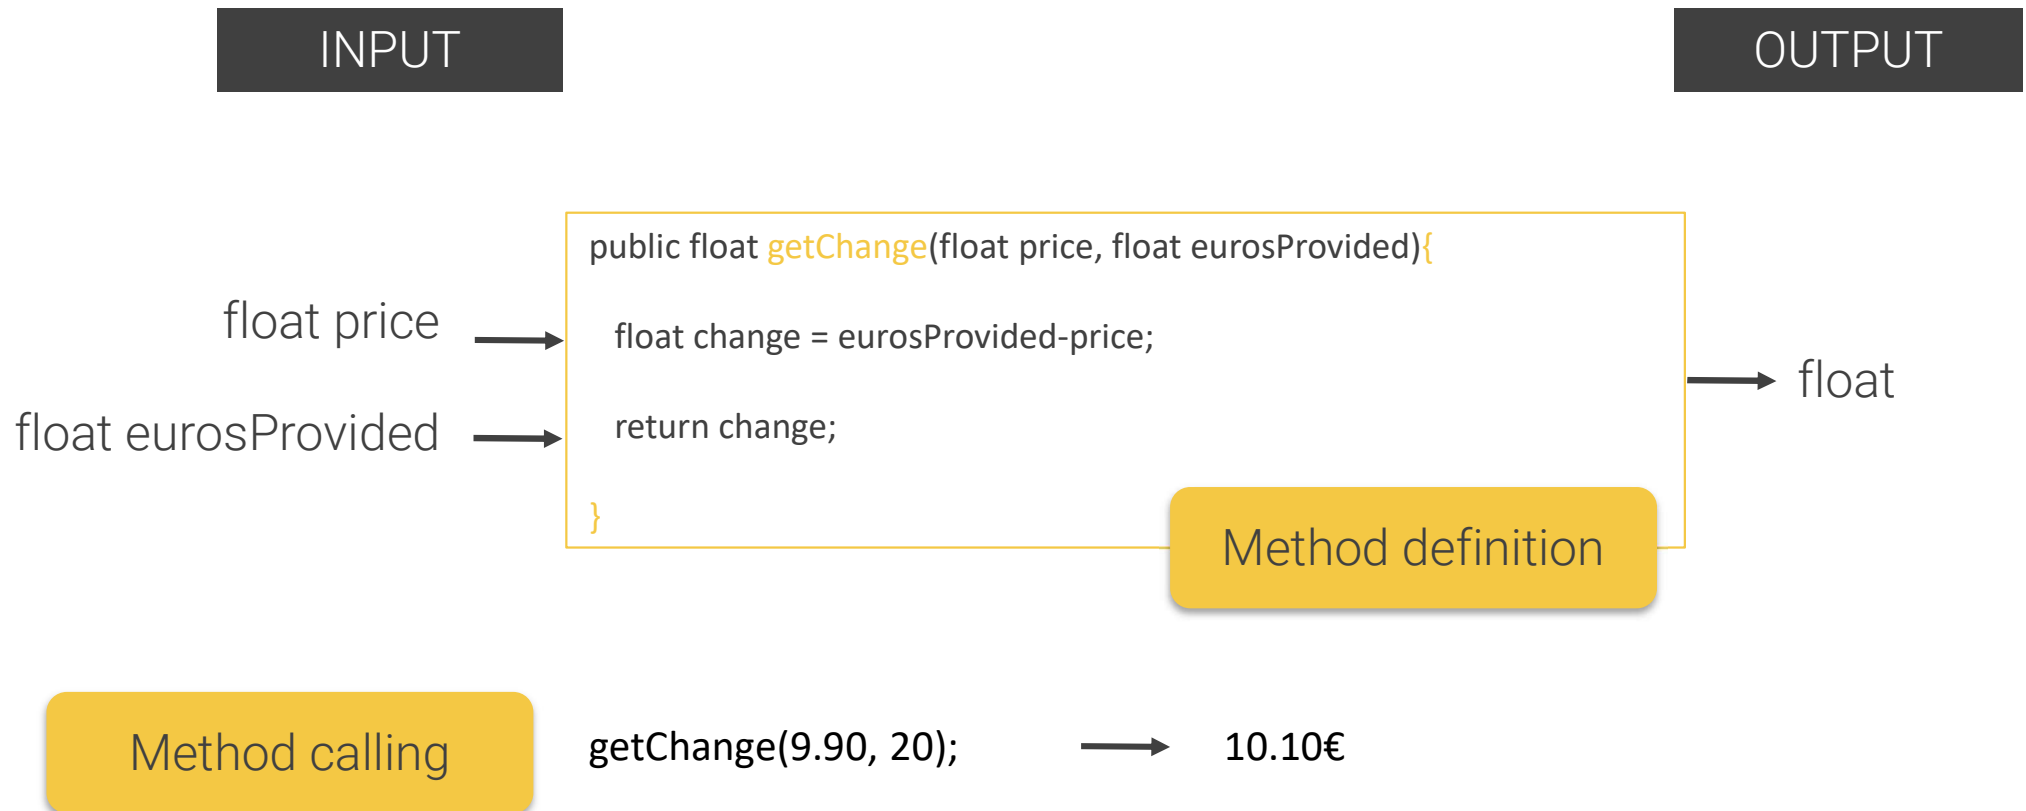 INPUT
OUTPUT
public float getChange(float price, float eurosProvided){
float price
float change = eurosProvided-price;
float
float eurosProvided
return change;
}
Method definition
Method calling
getChange(9.90, 20);
10.10€